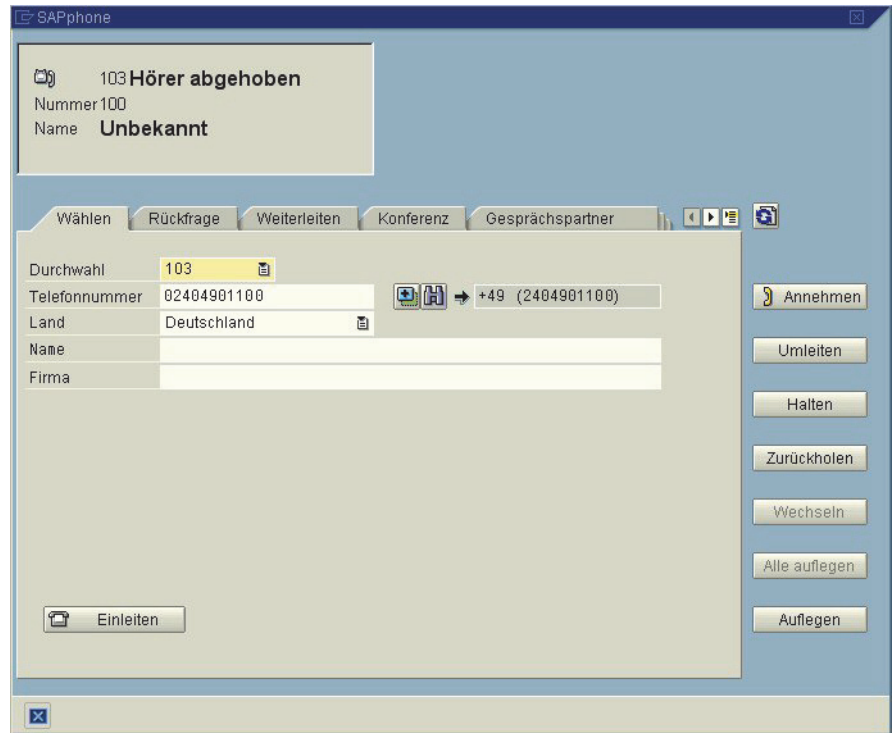 SAPphone
103 Hörer abgehoben
Nummer 100
Name Unbekannt
Wählen Rückfrage Weiterleiten Konferenz Gesprächspartner
Durchwahl 103
Telefonnummer 02404901100 +49 (2404901100)
Land Deutschland
Name
Firma
Annehmen
Umleiten
Halten
Zurückholen
Wechseln
Alle auflegen
Einleiten Auflegen